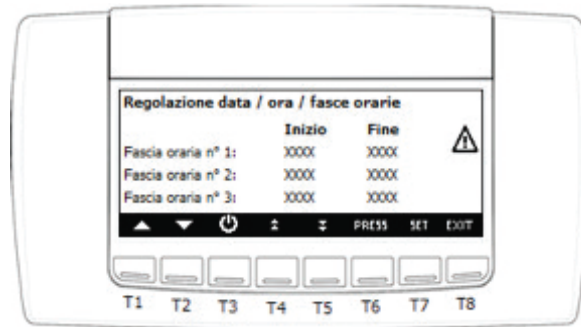 Regolazione data / ora / fasce orarie
Inizio Fine
Fascia oraria n° 1: XXXX XXXX
Fascia oraria n° 2: XXXX XXXX
Fascia oraria n° 3: XXXX XXXX
PRESS SET EXIT
T1 T2 T3 T4 T5 T6 T7 T8